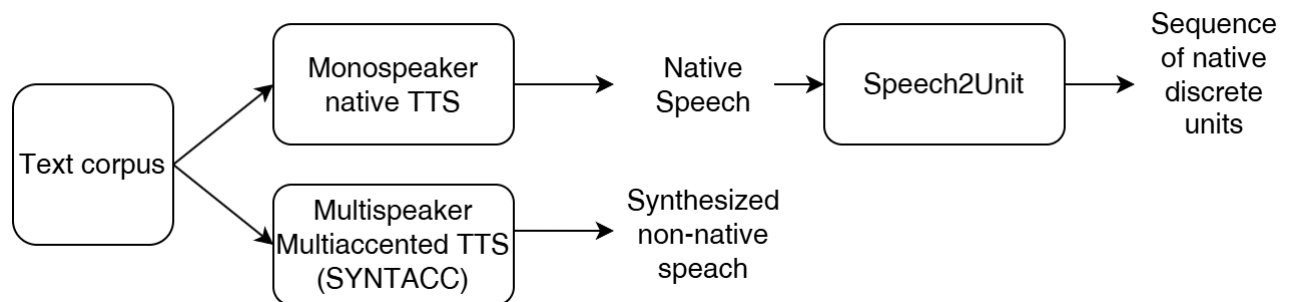 Text corpus
Monospeaker
native TTS
Native
Speech
Speech2Unit
Sequence
of native
discrete
units
Multispeaker
Multiaccented TTS
(SYNTACC)
Synthesized
non-native
speach